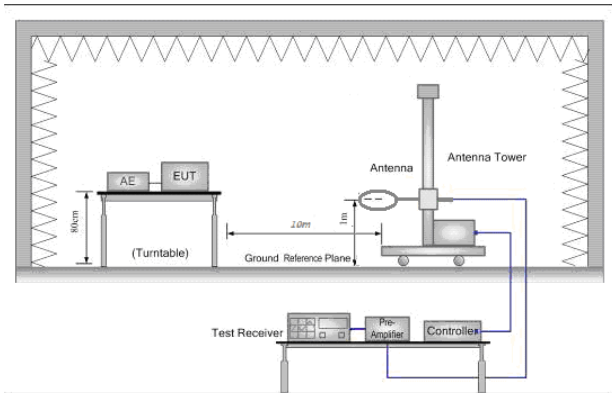 Antenna Tower
Antenna
AE
EUT
80cm
(Turntable)
10m
1m
Ground Reference Plane
Test Receiver
Pre-
Amplifier
Controller